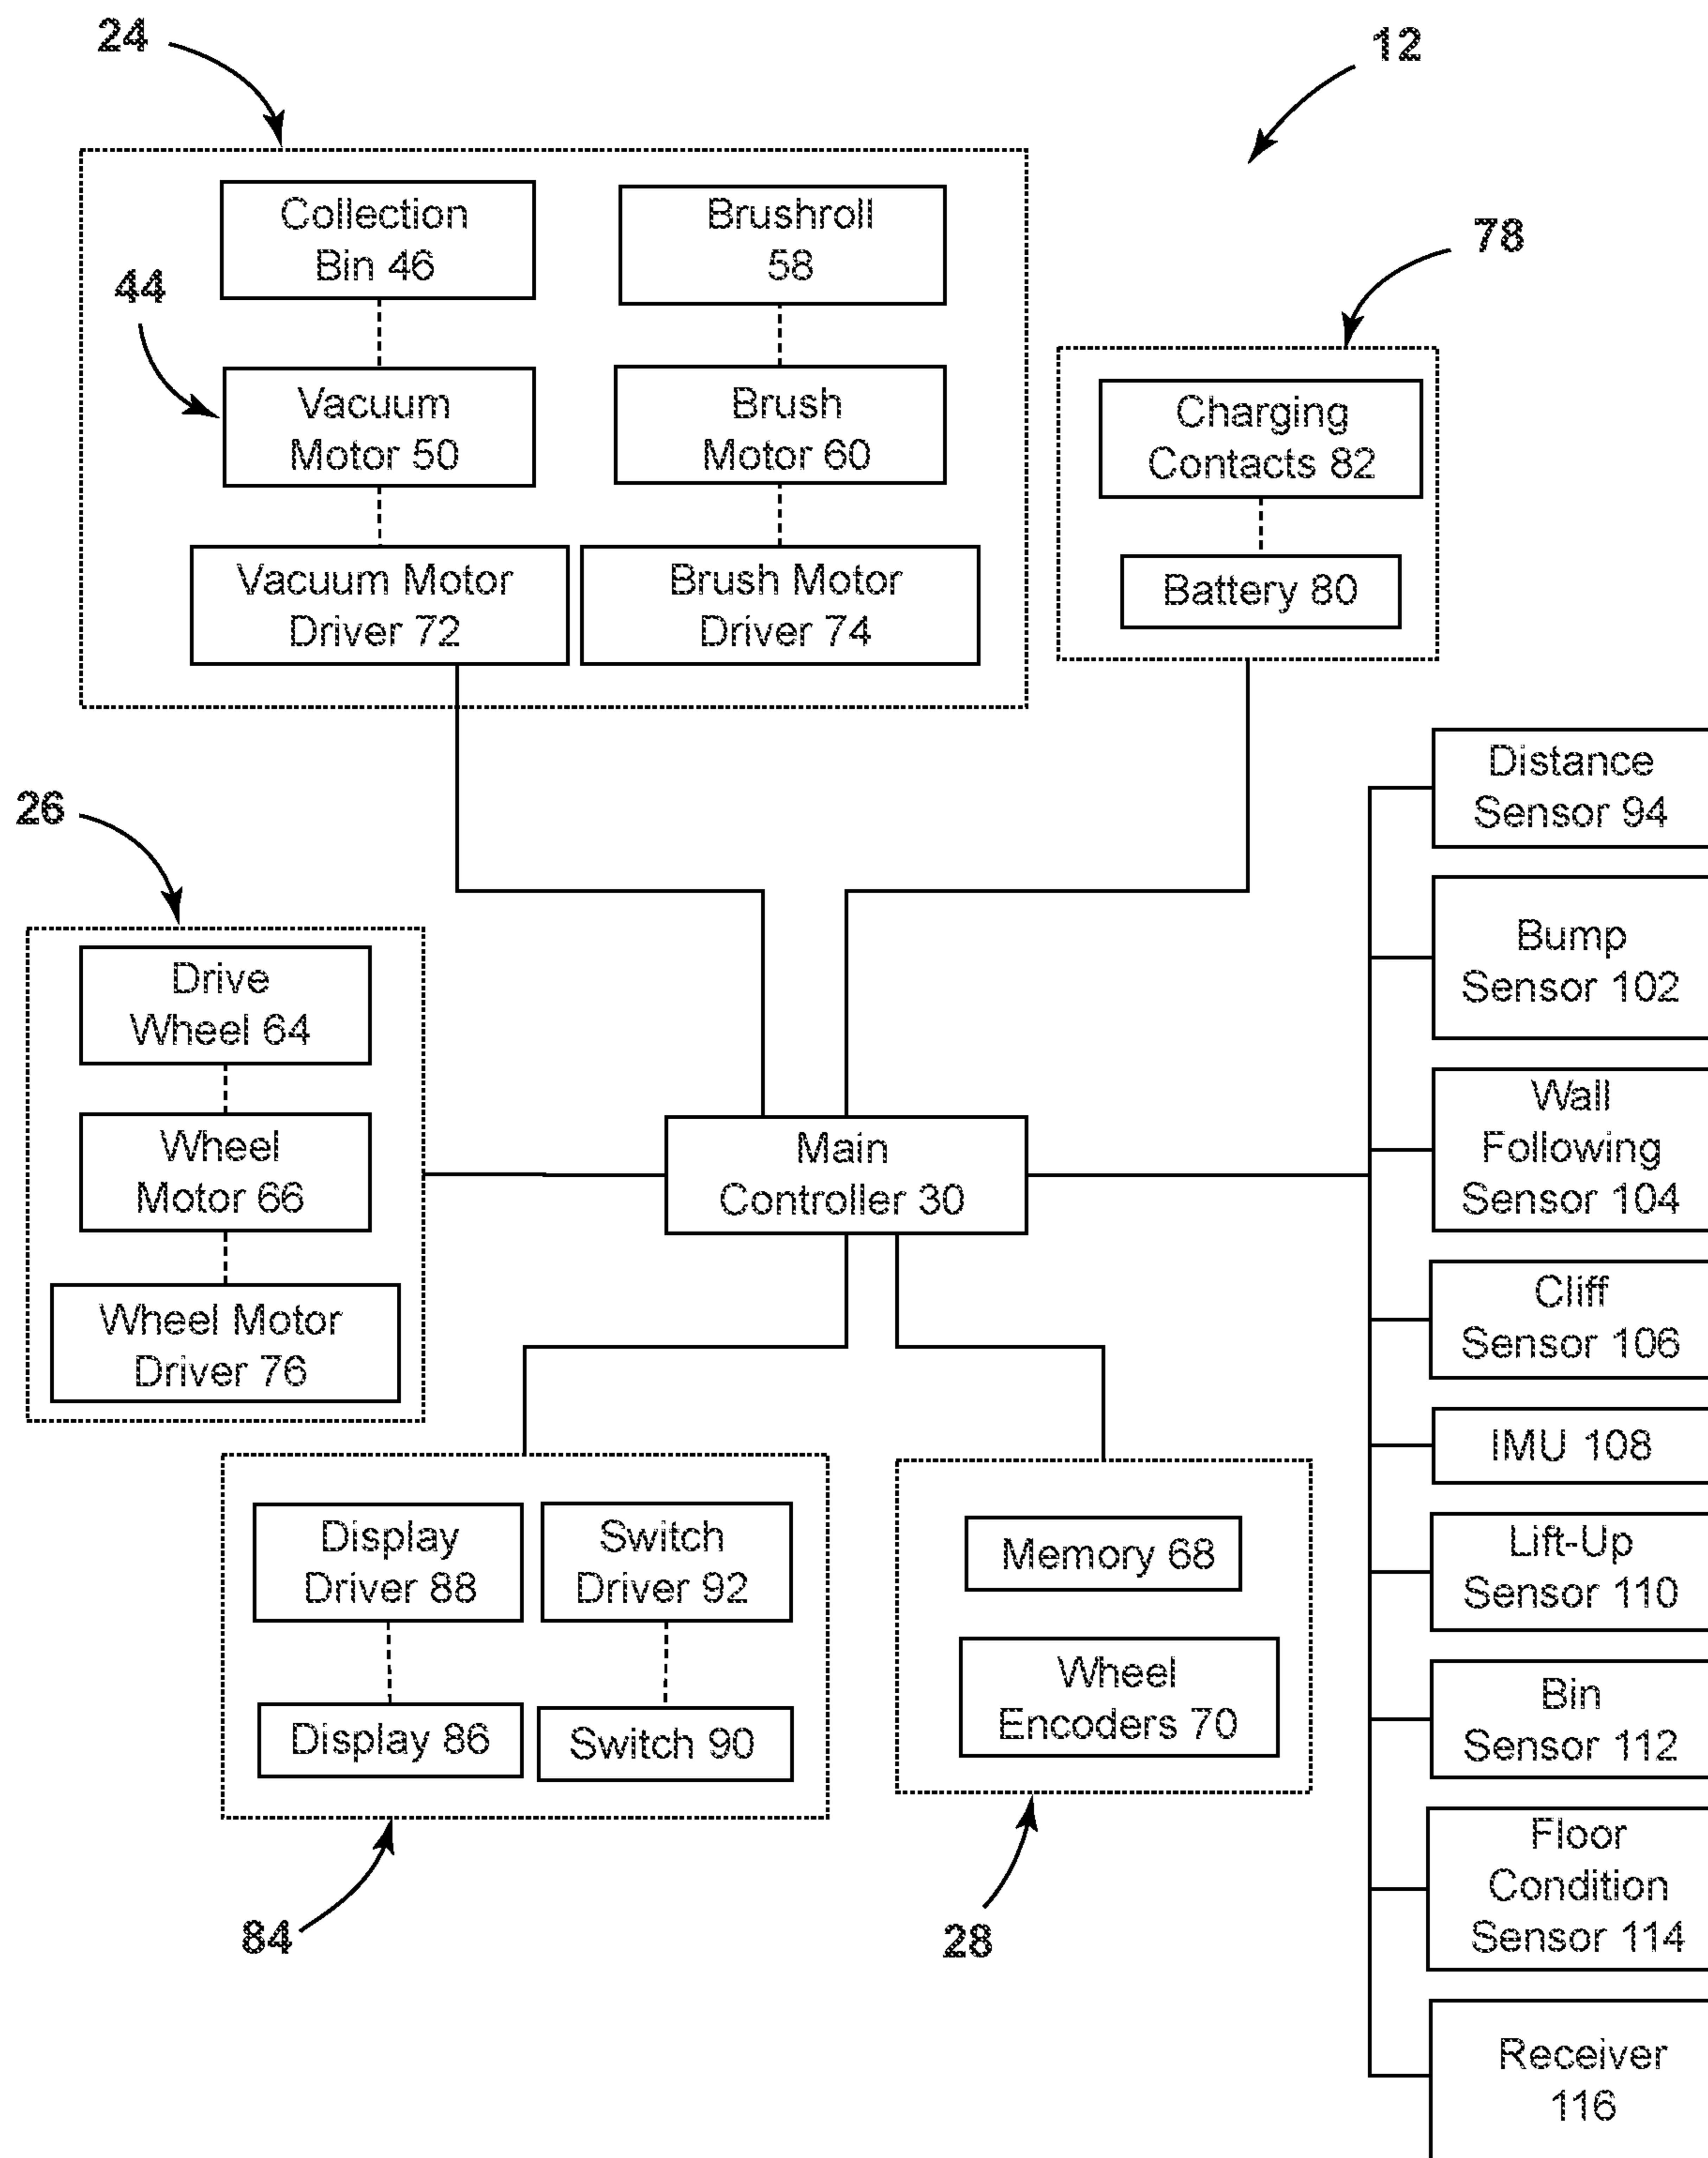 24
12
Collection
Bin 46
Brushroll
58
78
44
Vacuum
Motor 50
Brush
Motor 60
Charging
Contacts 82
Vacuum Motor
Driver 72
Brush Motor
Driver 74
Battery 80
Distance
Sensor 94
26
Bump
Sensor 102
Drive
Wheel 64
Wall
Following
Sensor 104
Wheel
Motor 66
Main
Controller 30
Cliff
Sensor 106
Wheel Motor
Driver 76
IMU 108
Display
Driver 88
Switch
Driver 92
Memory 68
Lift-Up
Sensor 110
Wheel
Encoders 70
Display 86
Switch 90
Bin
Sensor 112
Floor
Condition
Sensor 114
84
28
Receiver
116